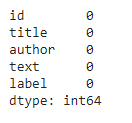 id 0
title 0
author 0
text 0
label 0
dtype: int64